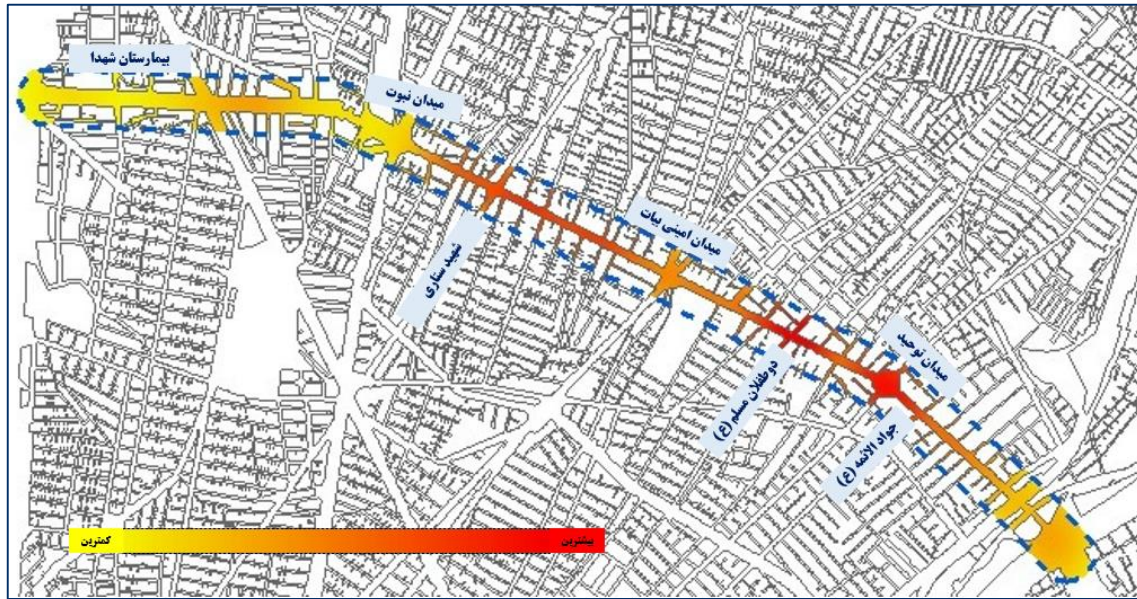 بیمارستان شهدا
میدان نبوت
شهید ستاری
میدان امینی بیات
دو طفلان مسلم (ع)
میدان توحید
جواد الائمه (ع)
کمترین
بیشترین